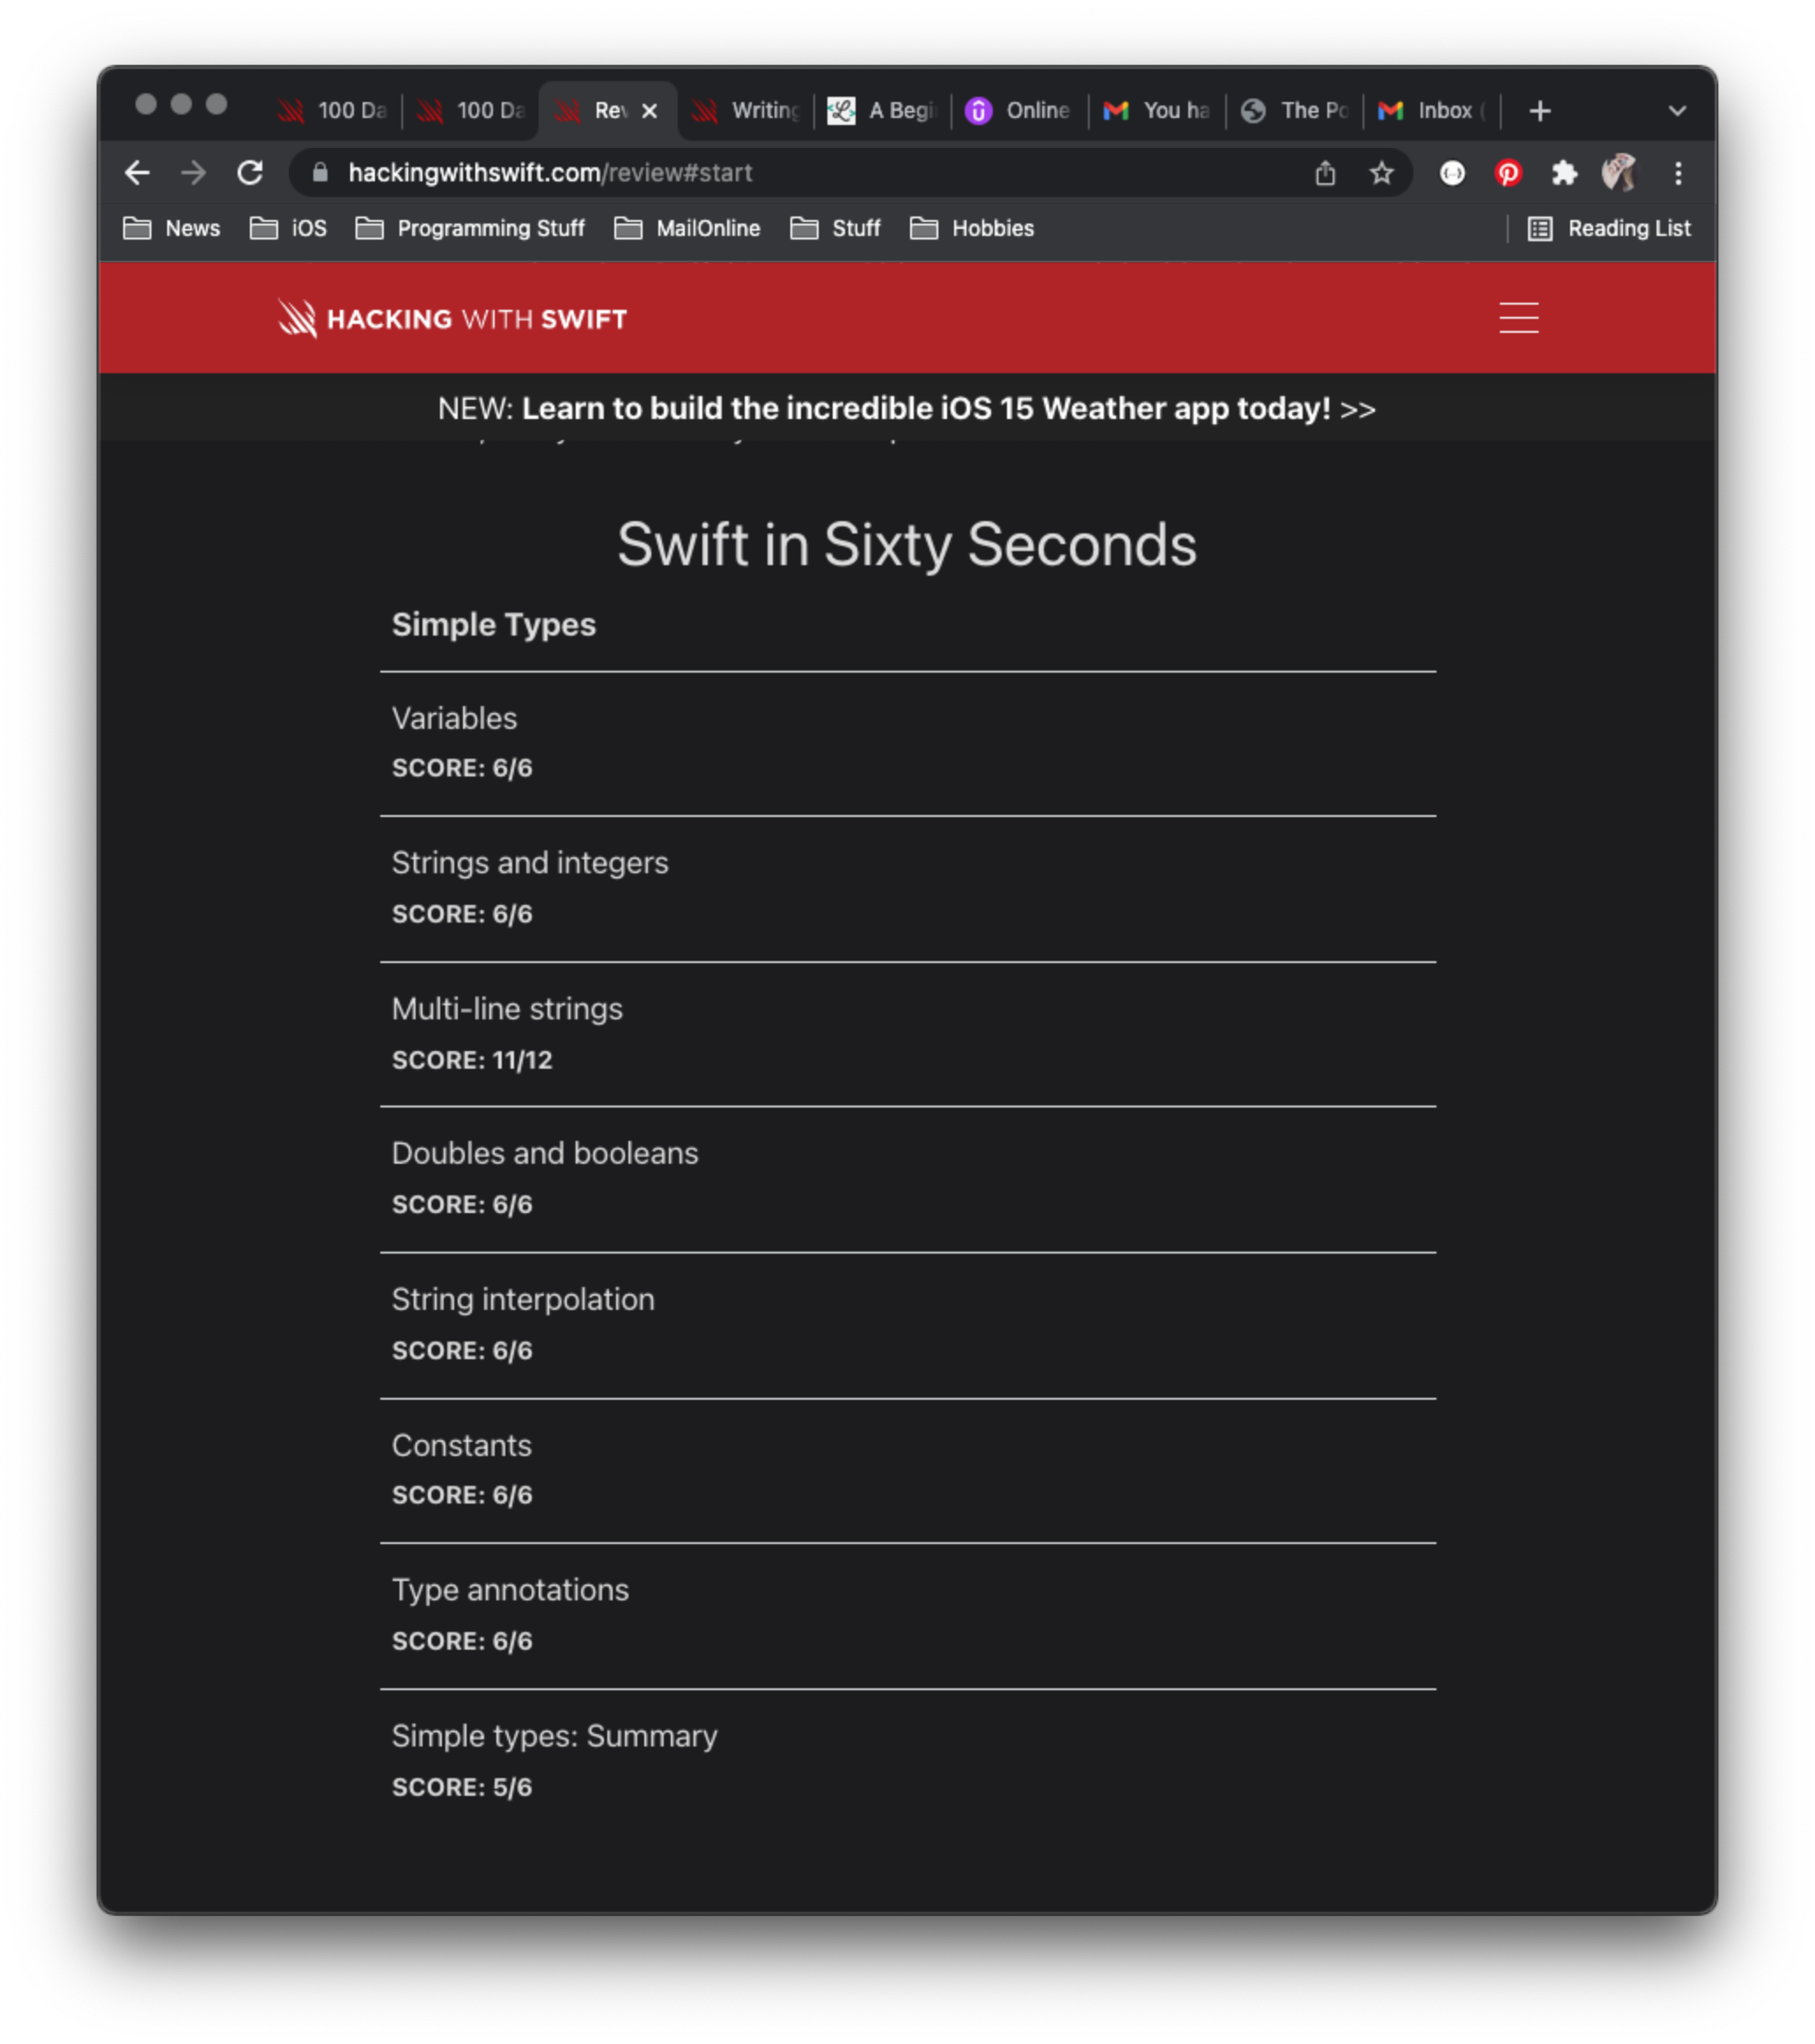 100 Da
100 Da
Rev
Writing
A Begi
Online
You ha
The Po
Inbox (
hackingwithswift.com/review#start
News iOS Programming Stuff MailOnline Stuff Hobbies Reading List
HACKING WITH SWIFT
NEW: Learn to build the incredible iOS 15 Weather app today! >>
Swift in Sixty Seconds
Simple Types
Variables
SCORE: 6/6
Strings and integers
SCORE: 6/6
Multi-line strings
SCORE: 11/12
Doubles and booleans
SCORE: 6/6
String interpolation
SCORE: 6/6
Constants
SCORE: 6/6
Type annotations
SCORE: 6/6
Simple types: Summary
SCORE: 5/6